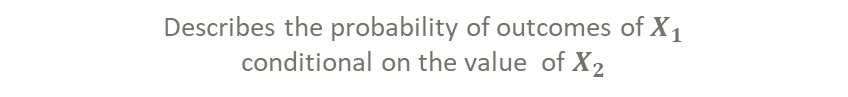 Describes the probability of outcomes of X₁
conditional on the value of X₂